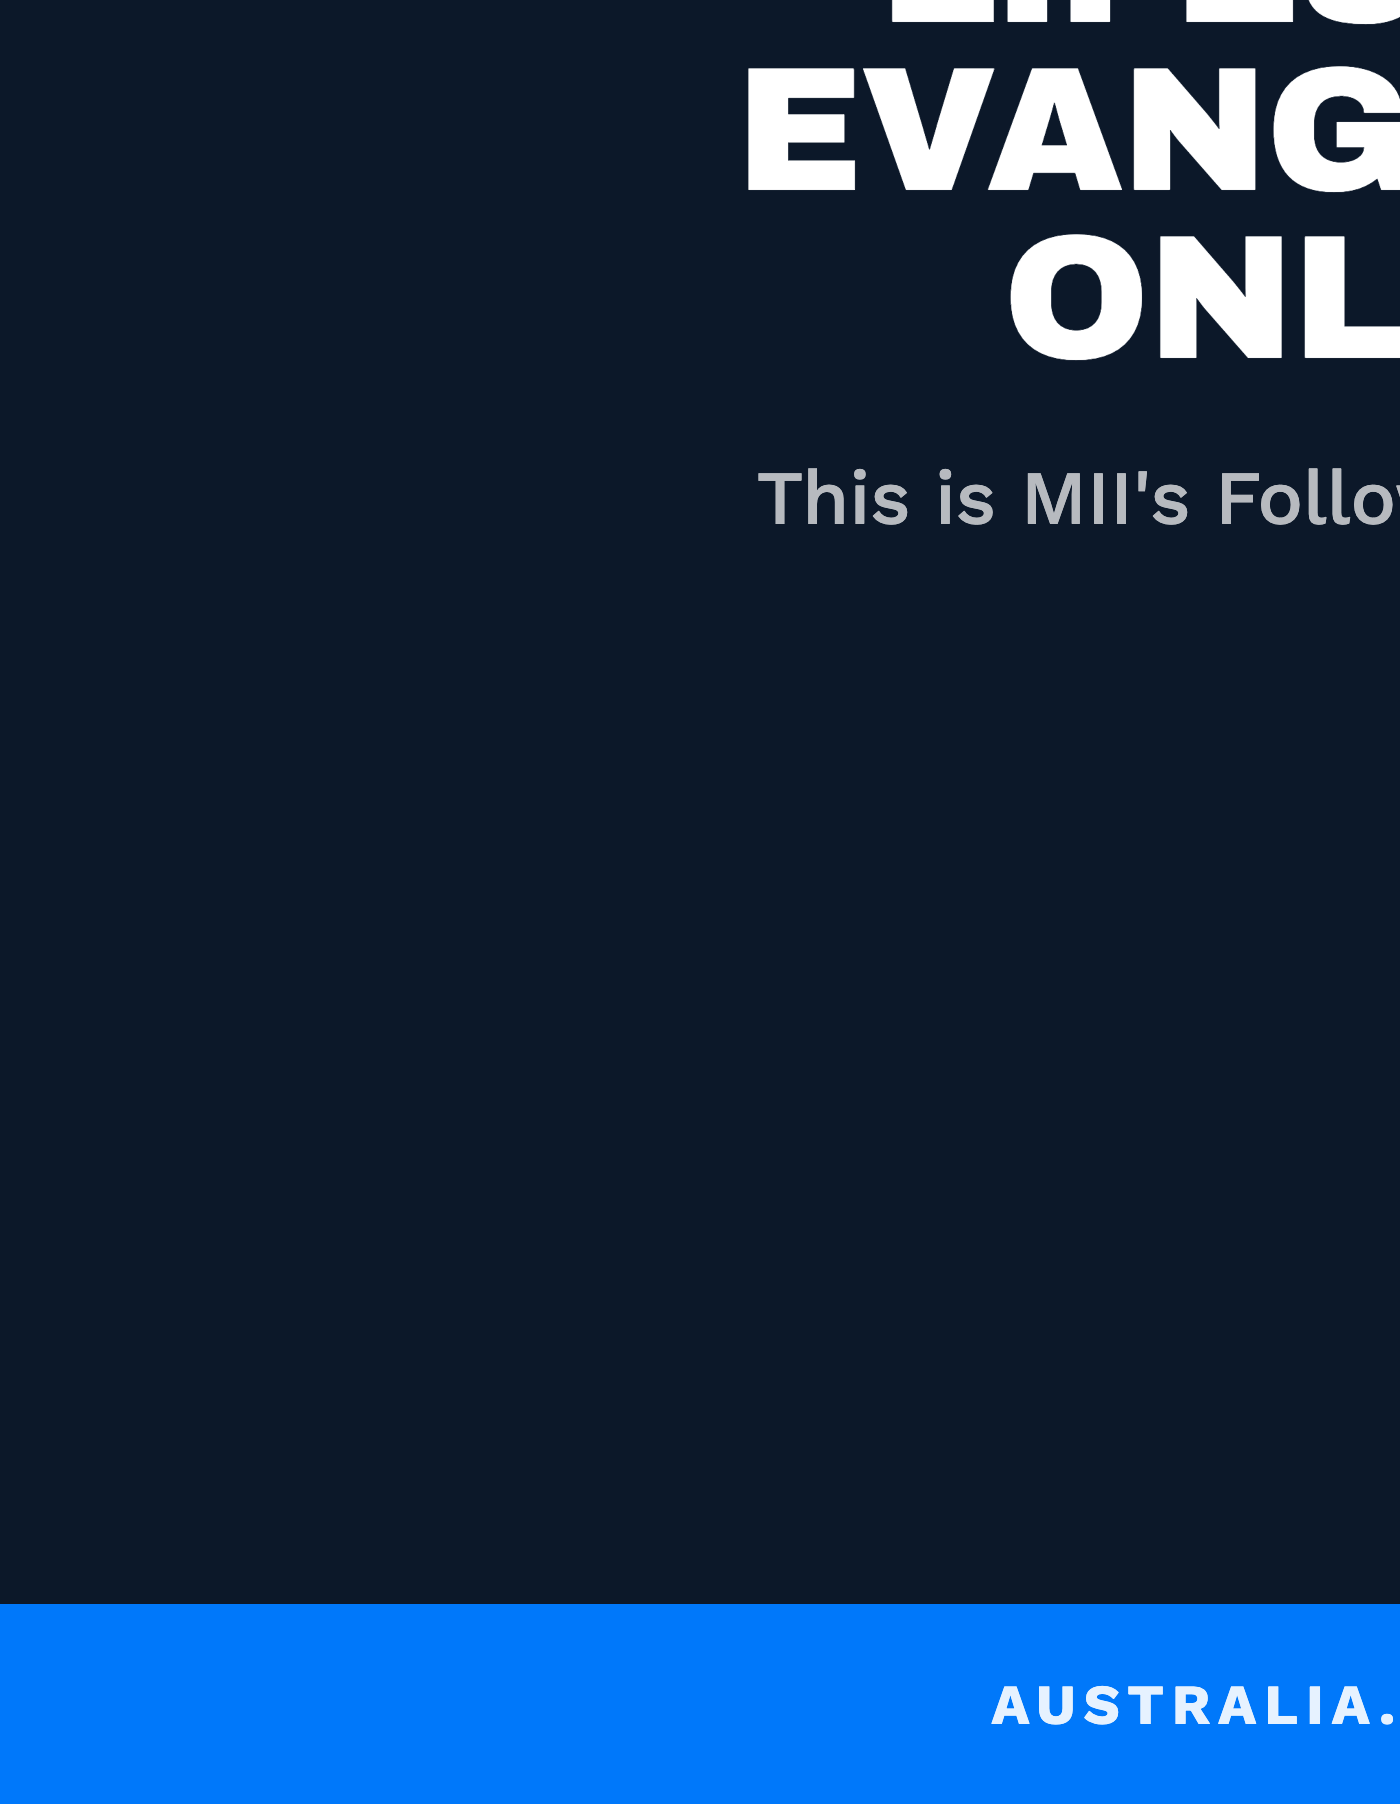 EVANG
ONL
This is MII's Follo
AUSTRALIA.